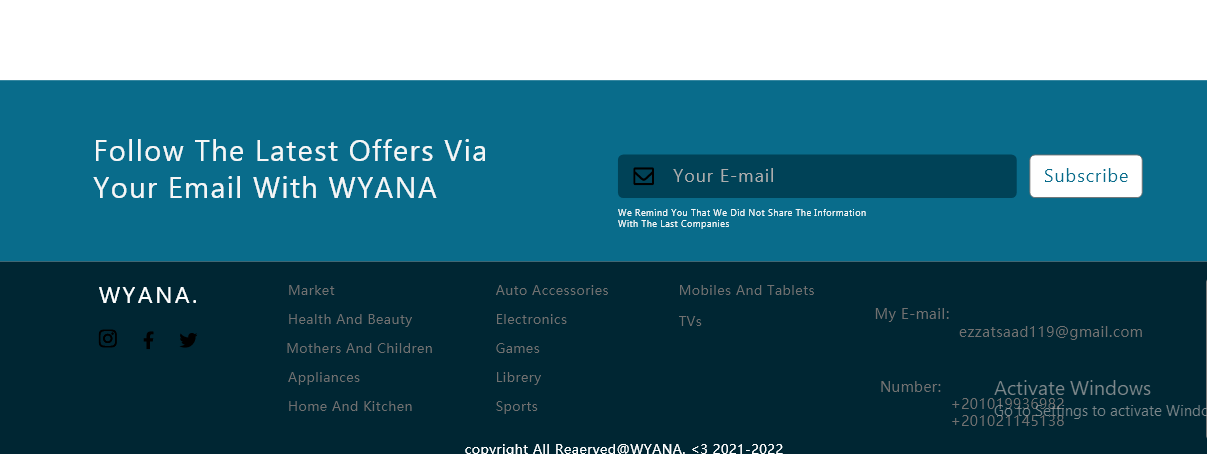 Follow The Latest Offers Via
Your Email With WYANA
Your E-mail
Subscribe
We Remind You That We Did Not Share The Information
With The Last Companies
WYANA.
Market
Health And Beauty
Mothers And Children
Appliances
Home And Kitchen
Auto Accessories
Electronics
Games
Librery
Sports
Mobiles And Tablets
TVs
My E-mail:
ezzatsaad119@gmail.com
Number:
+201019936982
+201021145138
Activate Windows
Go to Settings to activate Windo
copyright All Reaerved@WYANA. <3 2021-2022